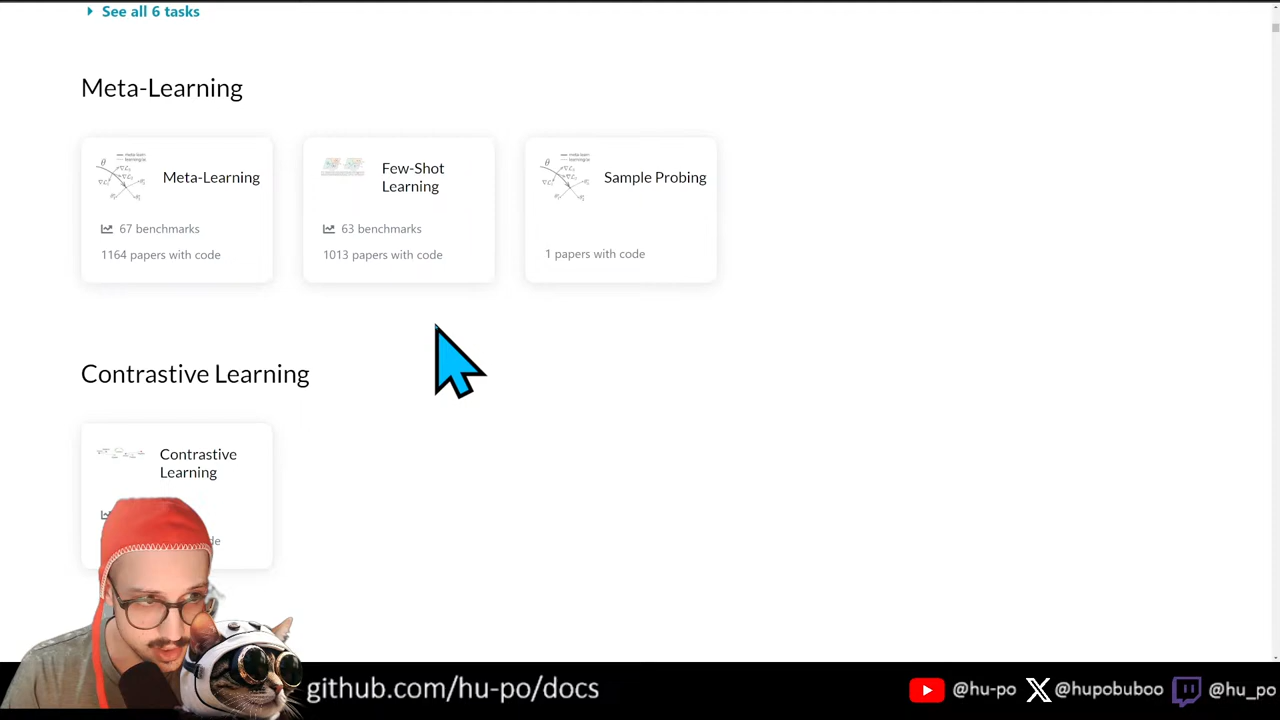 See all 6 tasks
Meta-Learning
Meta-Learning
67 benchmarks
1164 papers with code
Few-Shot
Learning
63 benchmarks
1013 papers with code
Sample Probing
1 papers with code
Contrastive Learning
Contrastive
Learning
github.com/hu-po/docs
@hu-po
@hupobuboo
@hu_po